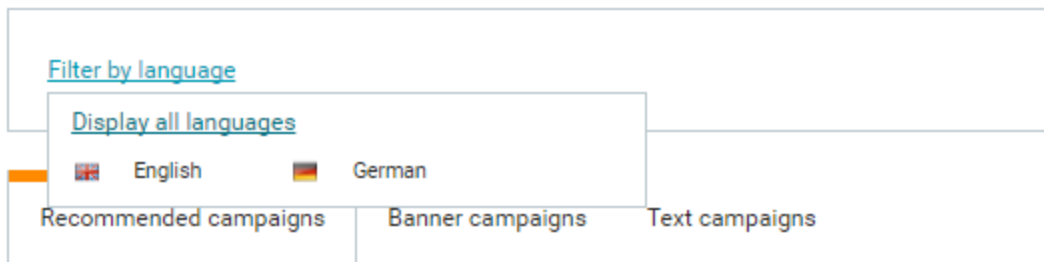 Filter by language
Display all languages
English German
Recommended campaigns Banner campaigns Text campaigns